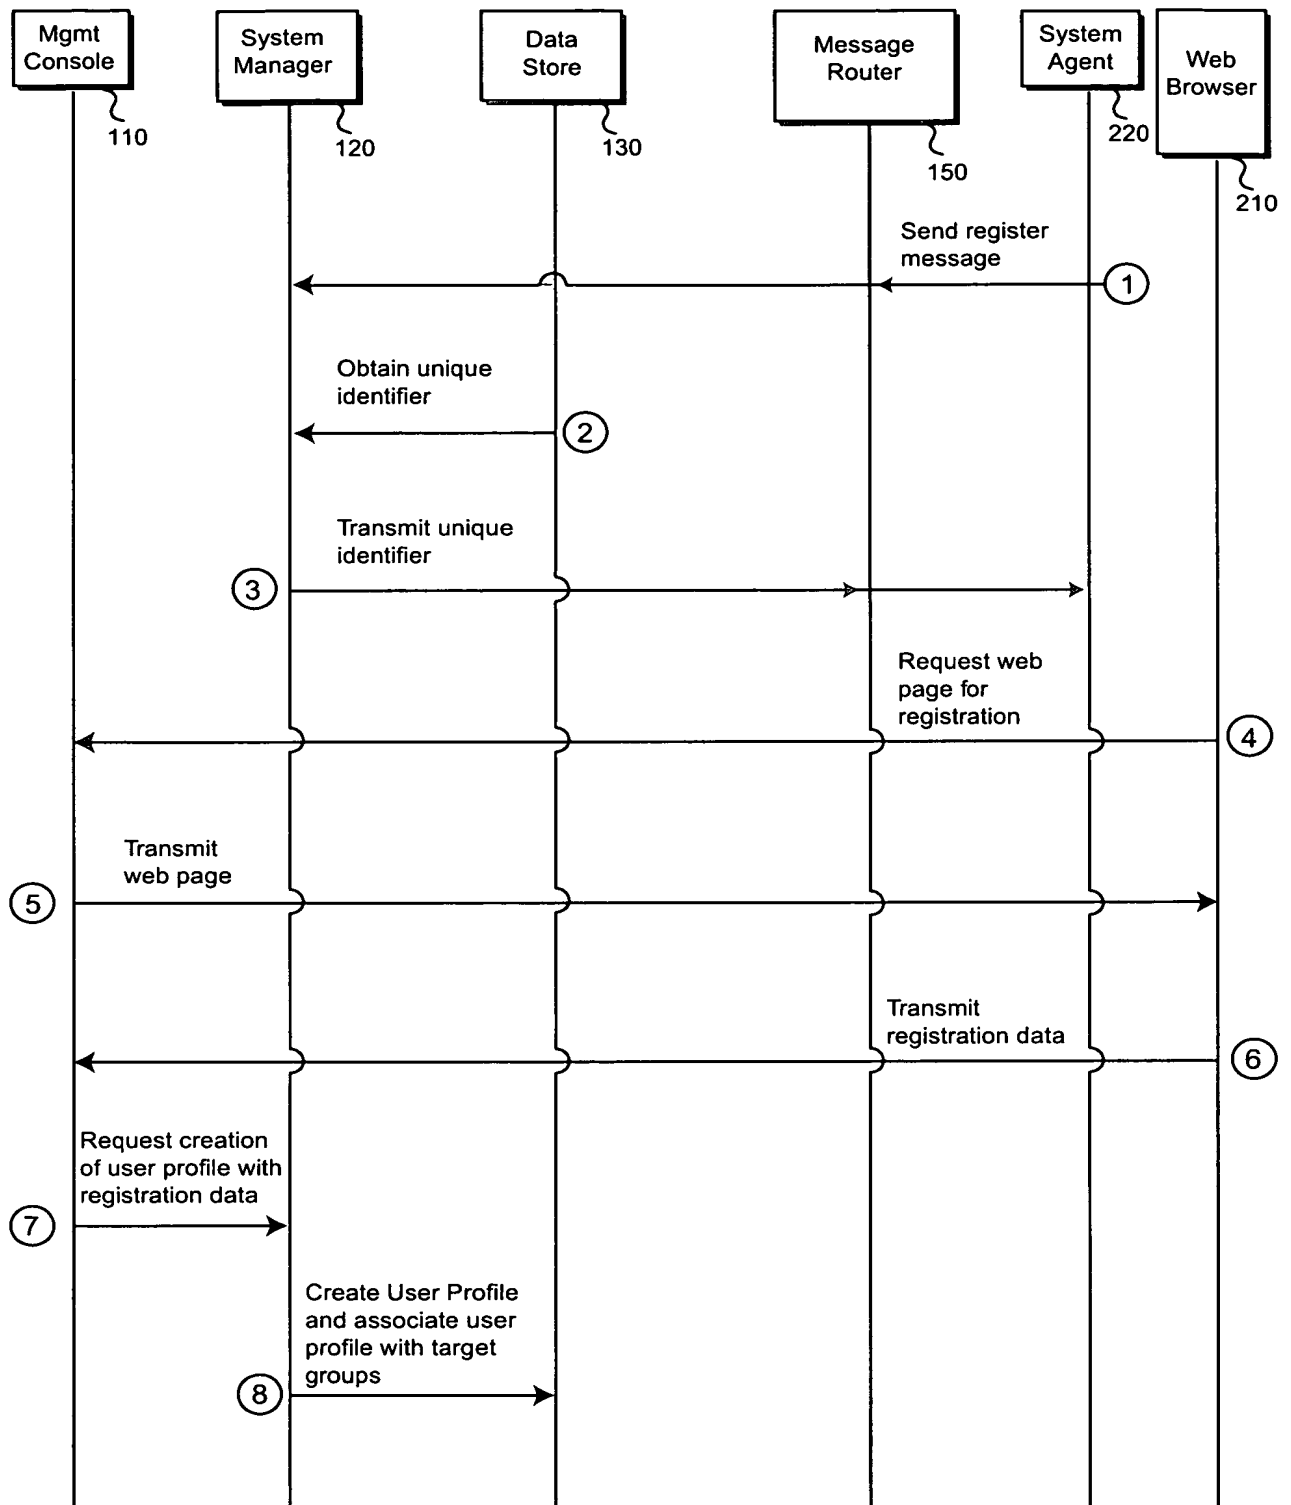 Mgmt
Console
System
Manager
Data
Store
Message
Router
System
Agent
Web
Browser
110
120
130
150
220
210
Send register
message
1
Obtain unique
identifier
2
Transmit unique
identifier
3
Request web
page for
registration
4
Transmit
web page
5
Transmit
registration data
6
Request creation
of user profile with
registration data
7
Create User Profile
and associate user
profile with target
groups
8